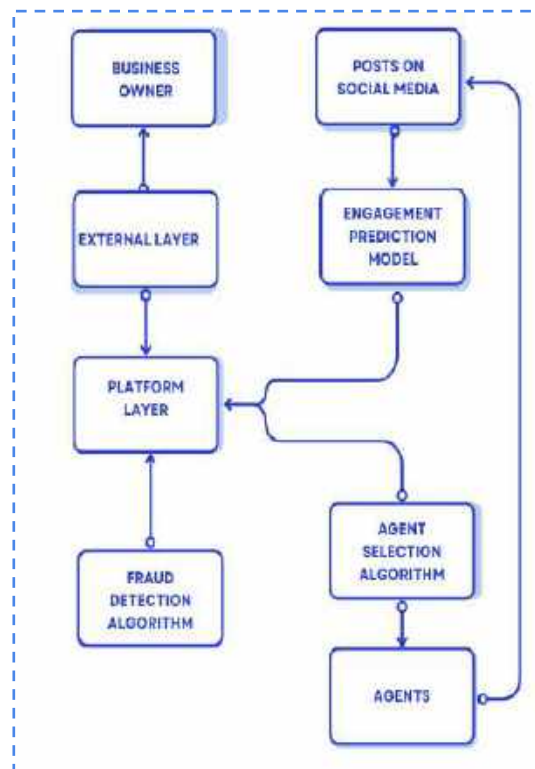 BUSINESS
OWNER
POSTS ON
SOCIAL MEDIA
EXTERNAL LAYER
ENGAGEMENT
PREDICTION
MODEL
PLATFORM
LAYER
AGENT
SELECTION
ALGORITHM
FRAUD
DETECTION
ALGORITHM
AGENTS